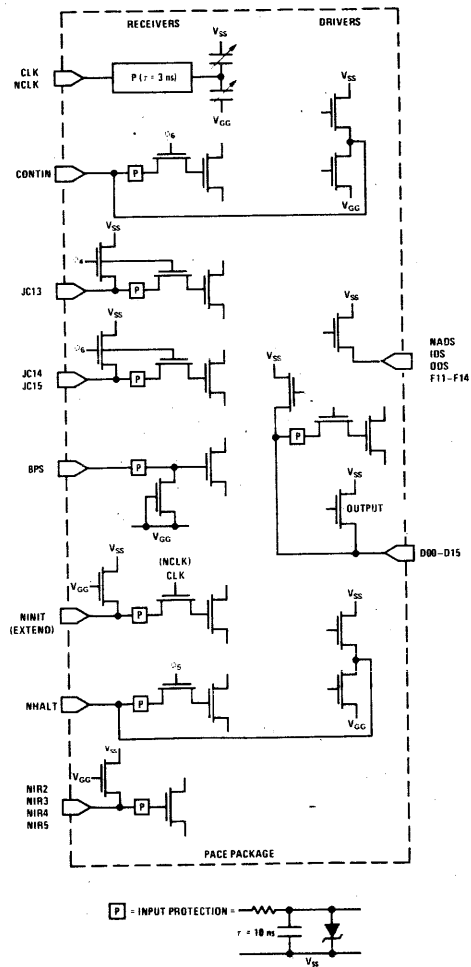 RECEIVERS
DRIVERS
VSS
CLK
NCLK
P (τ = 3 ns)
VGG
VSS
φ6
CONTIN
P
VGG
VSS
φ4
JC13
P
VSS
φ6
JC14
JC15
P
VSS
NADS
IDS
ODS
F11-F14
VSS
P
BPS
P
VGG
VSS
OUTPUT
D00-D15
VSS
VGG
(NCLK)
CLK
NINIT
(EXTEND)
P
VSS
φ5
NHALT
P
VGG
VSS
VGG
NIR2
NIR3
NIR4
NIR5
P
PACE PACKAGE
P = INPUT PROTECTION =
τ = 10 ns
VSS